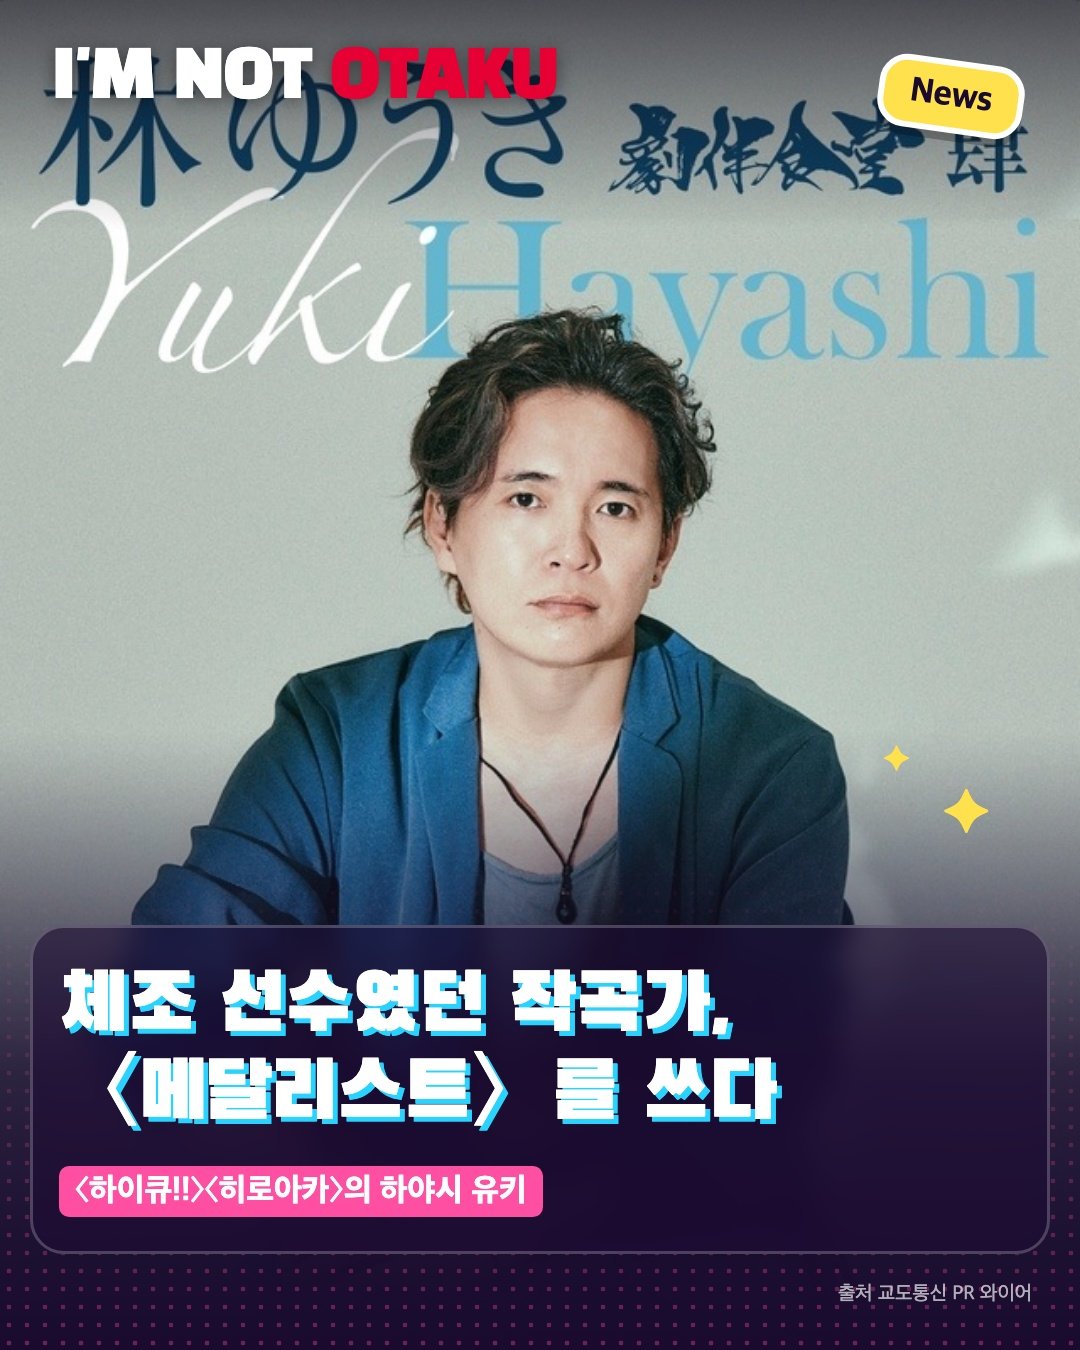 I'M NOT OTAKU
News
林ゆうき 劇伴食堂 肆
Yuki Hayashi
체조 선수였던 작곡가,
〈메달리스트〉를 쓰다
〈하이큐!!〉〈히로아카〉의 하야시 유키
출처 교도통신 PR 와이어